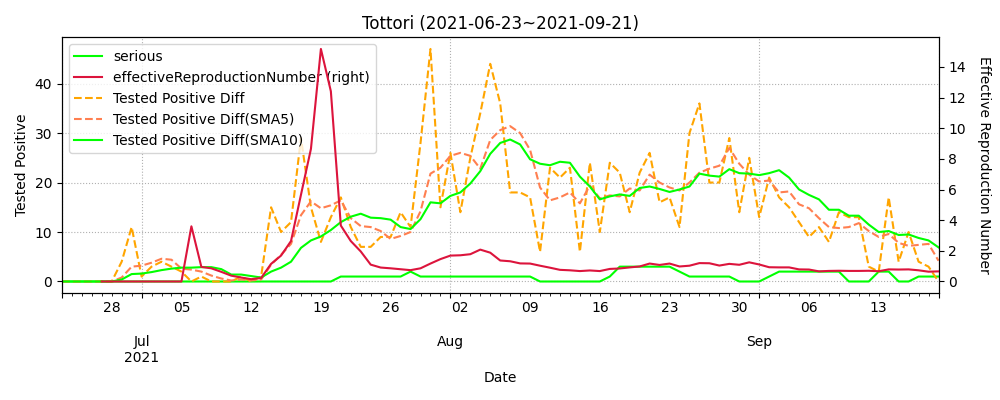 Tottori (2021-06-23~2021-09-21)
serious
effectiveReproductionNumber (right)
Tested Positive Diff
Tested Positive Diff(SMA5)
Tested Positive Diff(SMA10)
Tested Positive
40
30
20
10
0
14
12
10
8
6
4
2
0
Effective Reproduction Number
28 05 12 19 26 02 09 16 23 30 06 13
Jul Aug Sep
2021
Date